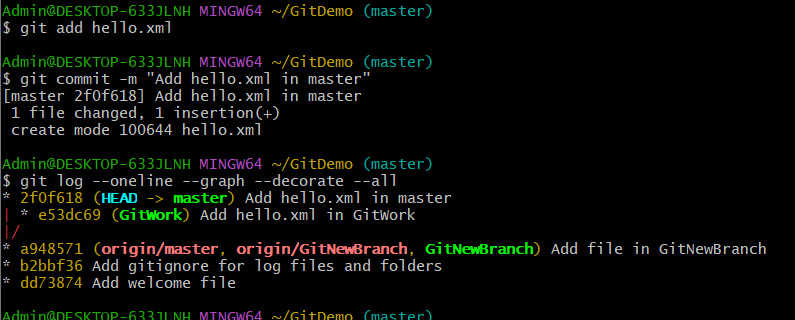 Admin@DESKTOP-633JLNH MINGW64 ~/GitDemo (master)
$ git add hello.xml
Admin@DESKTOP-633JLNH MINGW64 ~/GitDemo (master)
$ git commit -m "Add hello.xml in master"
[master 2f0f618] Add hello.xml in master
 1 file changed, 1 insertion(+)
 create mode 100644 hello.xml
Admin@DESKTOP-633JLNH MINGW64 ~/GitDemo (master)
$ git log --oneline --graph --decorate --all
* 2f0f618 (HEAD -> master) Add hello.xml in master
| * e53dc69 (GitWork) Add hello.xml in GitWork
|/
* a948571 (origin/master, origin/GitNewBranch, GitNewBranch) Add file in GitNewBranch
* b2bbf36 Add gitignore for log files and folders
* dd73874 Add welcome file
Admin@DESKTOP-633JLNH MINGW64 ~/GitDemo (master)